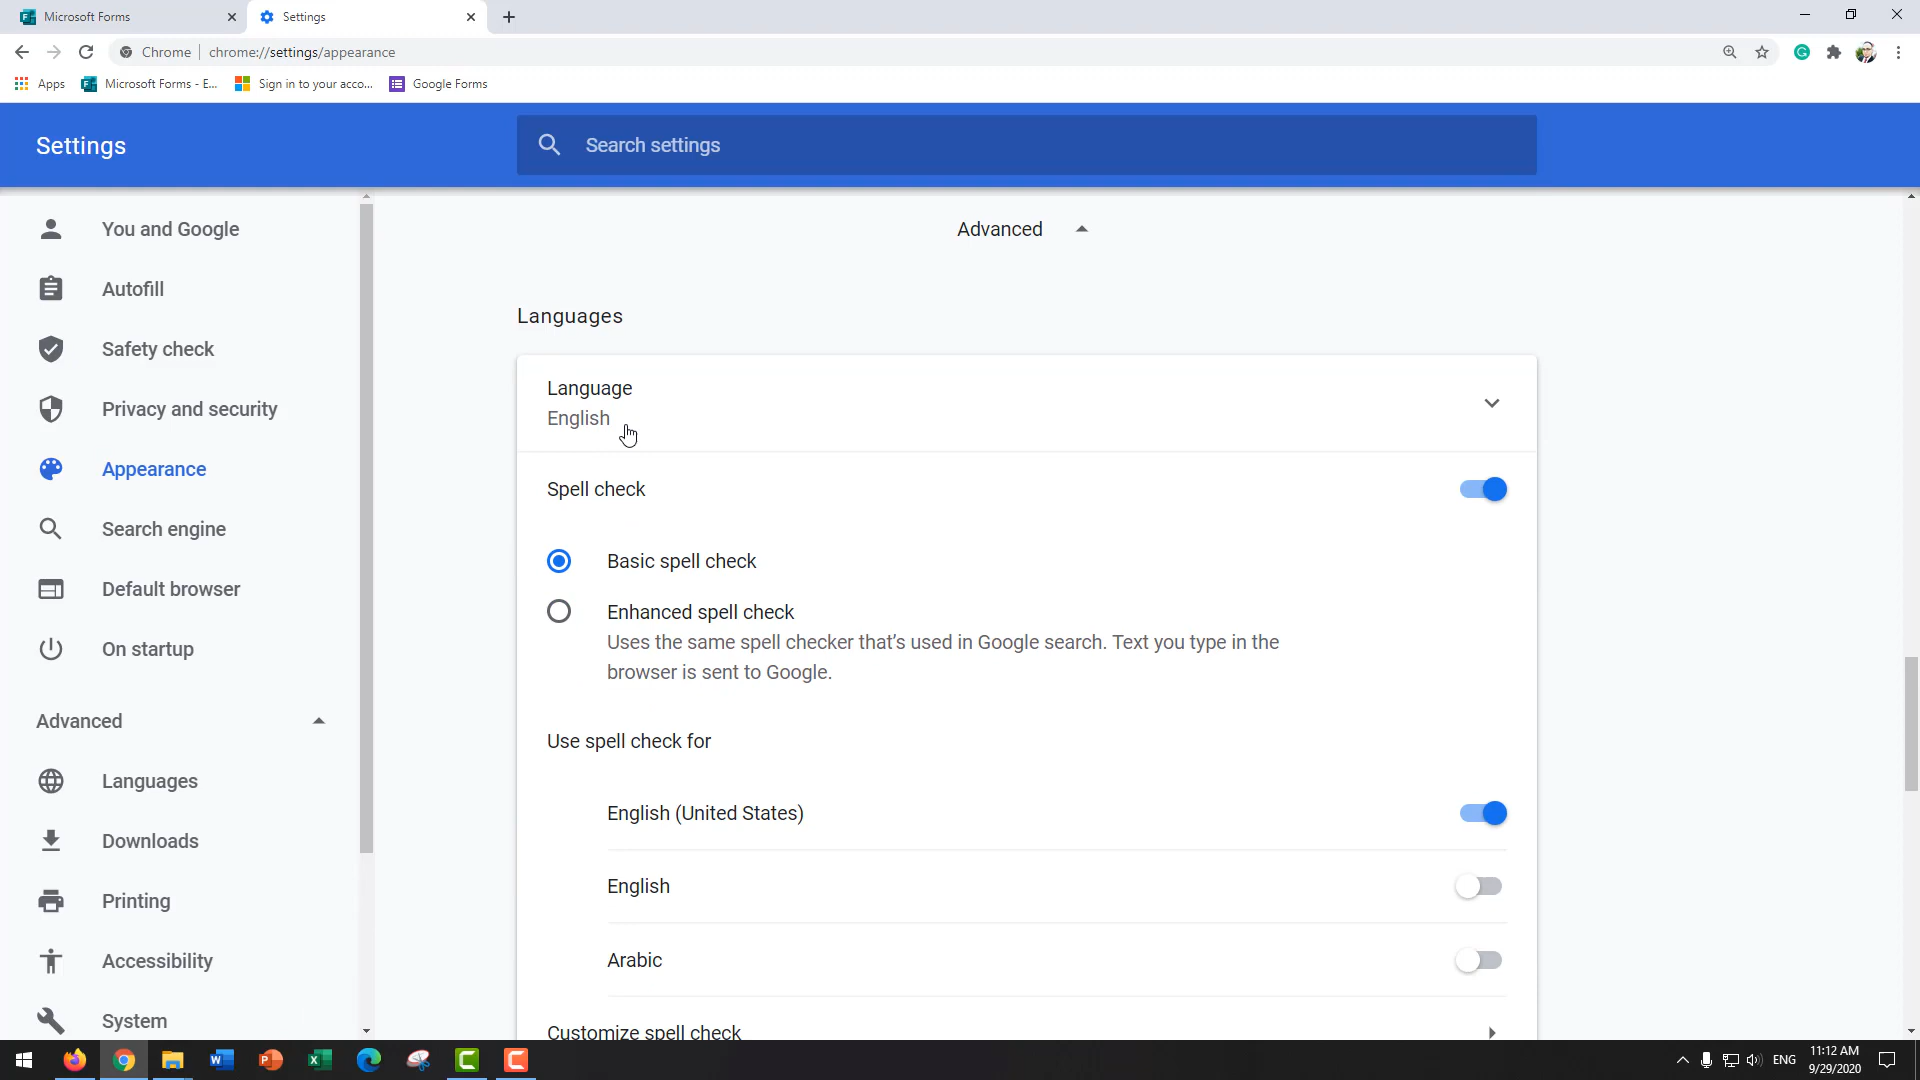 Microsoft Forms
Settings
Chrome
chrome://settings/appearance
Apps
Microsoft Forms - E...
Sign in to your acco...
Google Forms
Settings
Search settings
You and Google
Autofill
Safety check
Privacy and security
Appearance
Search engine
Default browser
On startup
Advanced
Languages
Downloads
Printing
Accessibility
System
Advanced
Languages
Language
English
Spell check
Basic spell check
Enhanced spell check
Uses the same spell checker that's used in Google search. Text you type in the
browser is sent to Google.
Use spell check for
English (United States)
English
Arabic
Customize spell check
ENG
11:12 AM
9/29/2020